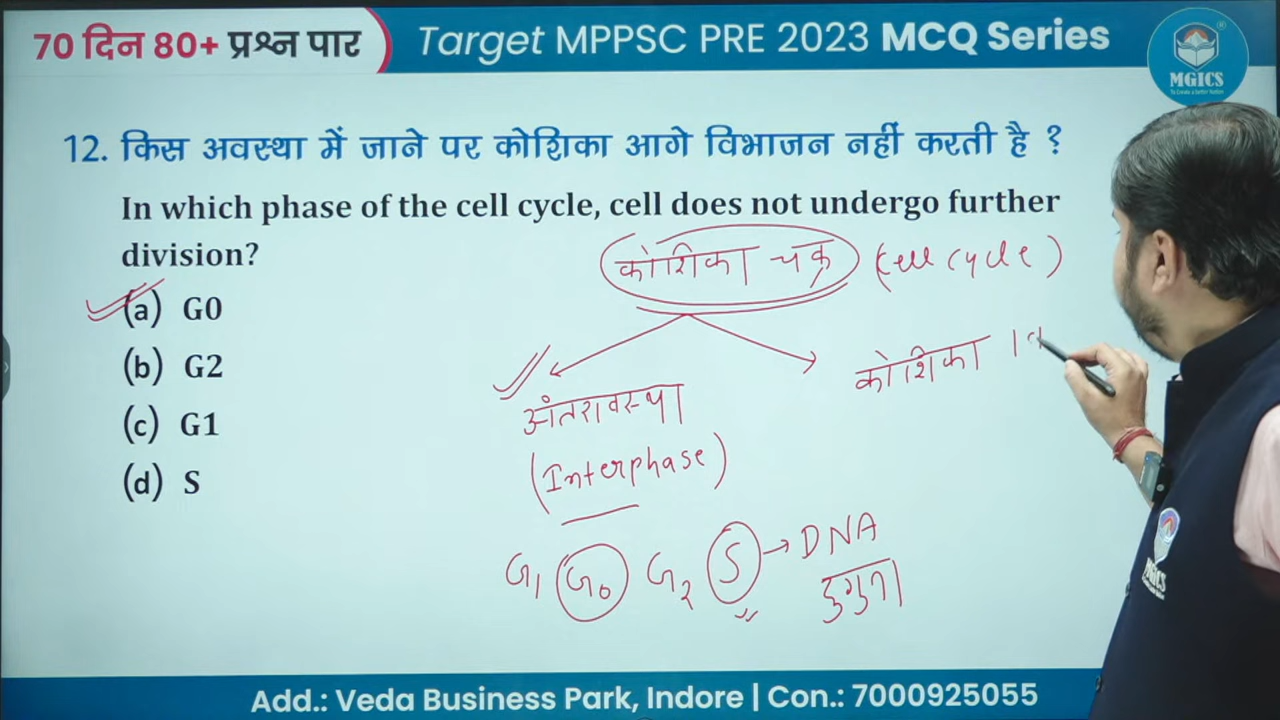 70 दिन 80+ प्रश्न पार
Target MPPSC PRE 2023 MCQ Series
MGICS
12. किस अवस्था में जाने पर कोशिका आगे विभाजन नहीं करती है ?
In which phase of the cell cycle, cell does not undergo further
division?
कोशिका चक्र (Cell Cycle)
(a) G0
(b) G2
(c) G1
(d) S
कोशिका
अंतरावस्था
(Interphase)
G1 G0 G2 S → DNA
दुगुना
MGICS
Add.: Veda Business Park, Indore | Con.: 7000925055